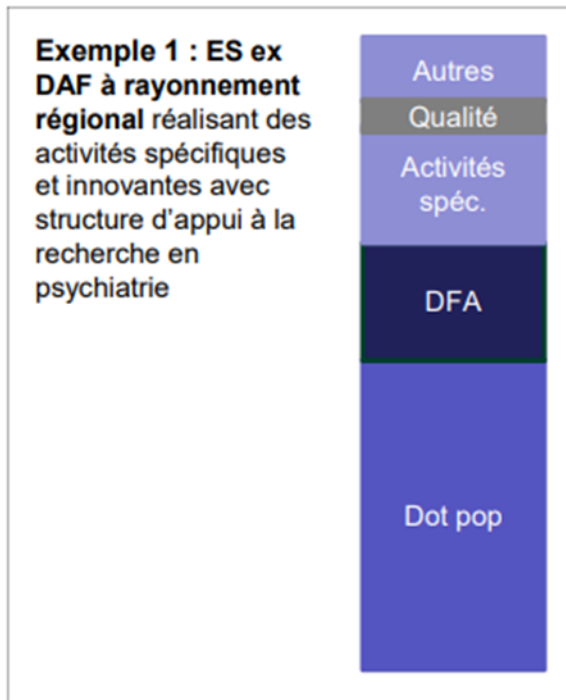 Exemple 1 : ES ex
DAF à rayonnement
régional réalisant des
activités spécifiques
et innovantes avec
structure d’appui à la
recherche en
psychiatrie
Autres
Qualité
Activités
spéc.
DFA
Dot pop